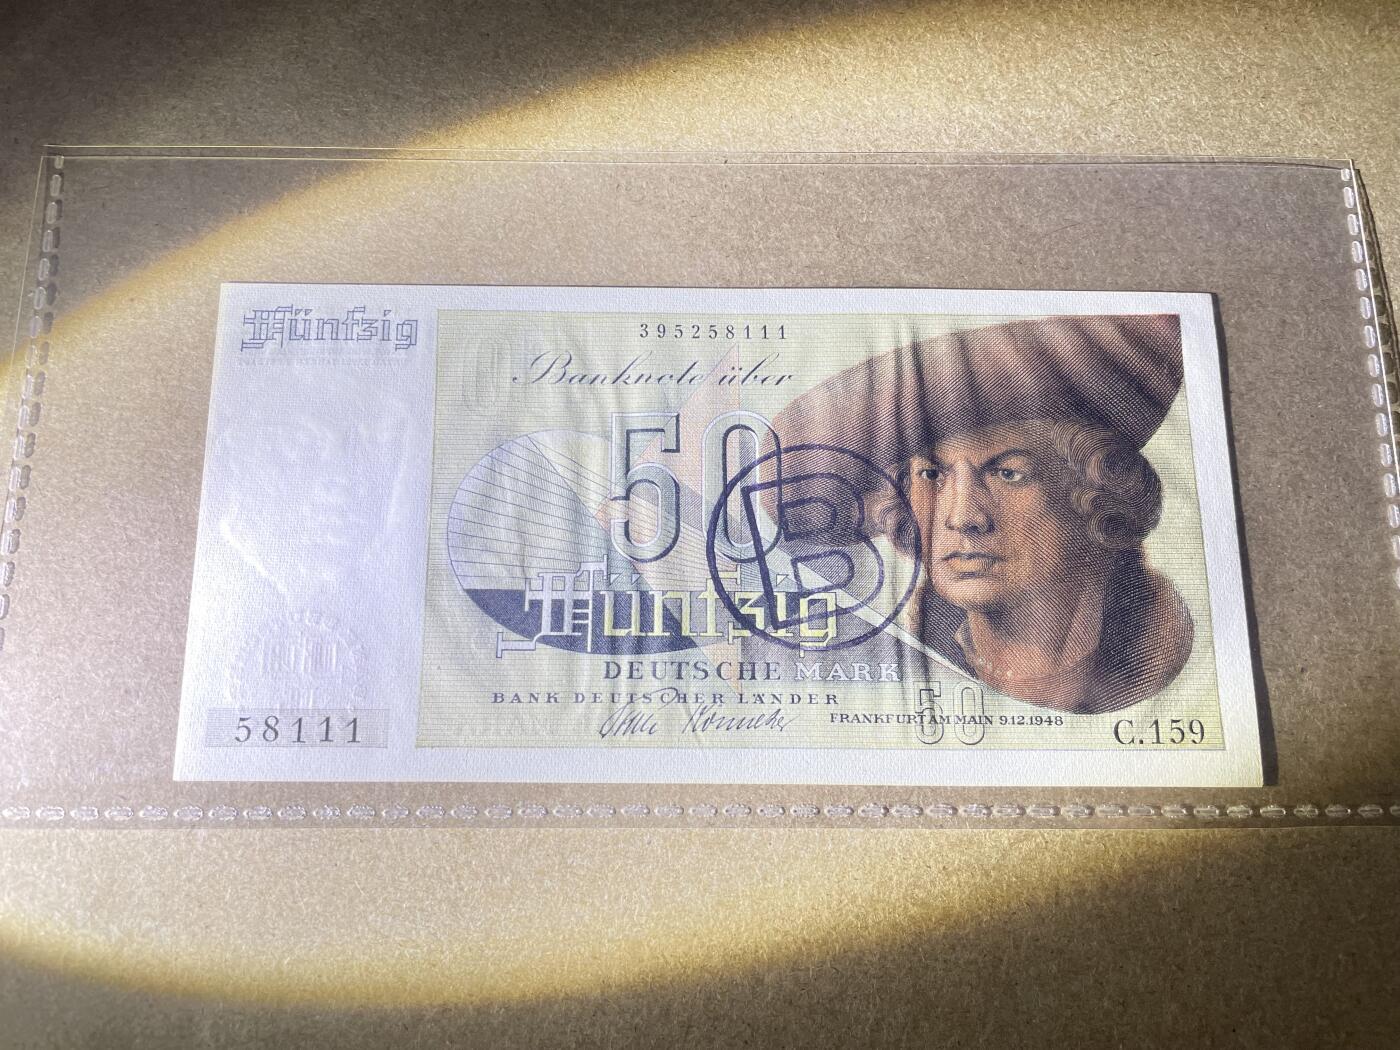 Fünfzig
395258111
Banknote über
50
B
Fünfzig
DEUTSCHE MARK
BANK DEUTSCHER LÄNDER
FRANKFURT AM MAIN 9.12.1948
50
58111
C.159